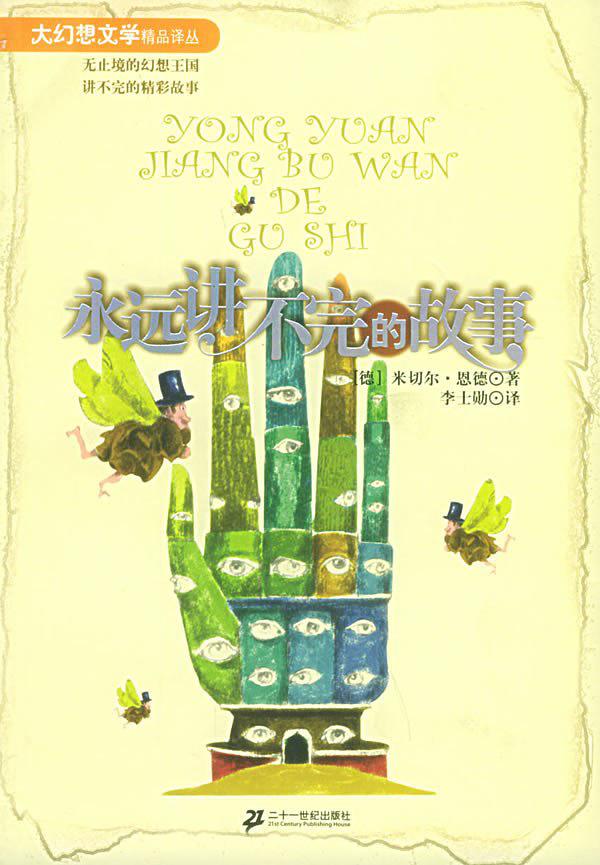 大幻想文学精品译丛
无止境的幻想王国
讲不完的精彩故事
YONG YUAN
JIANG BU WAN
DE
GU SHI
永远讲不完的故事
[德] 米切尔·恩德⊙著
李士勋⊙译
21 二十一世纪出版社
21st Century Publishing House